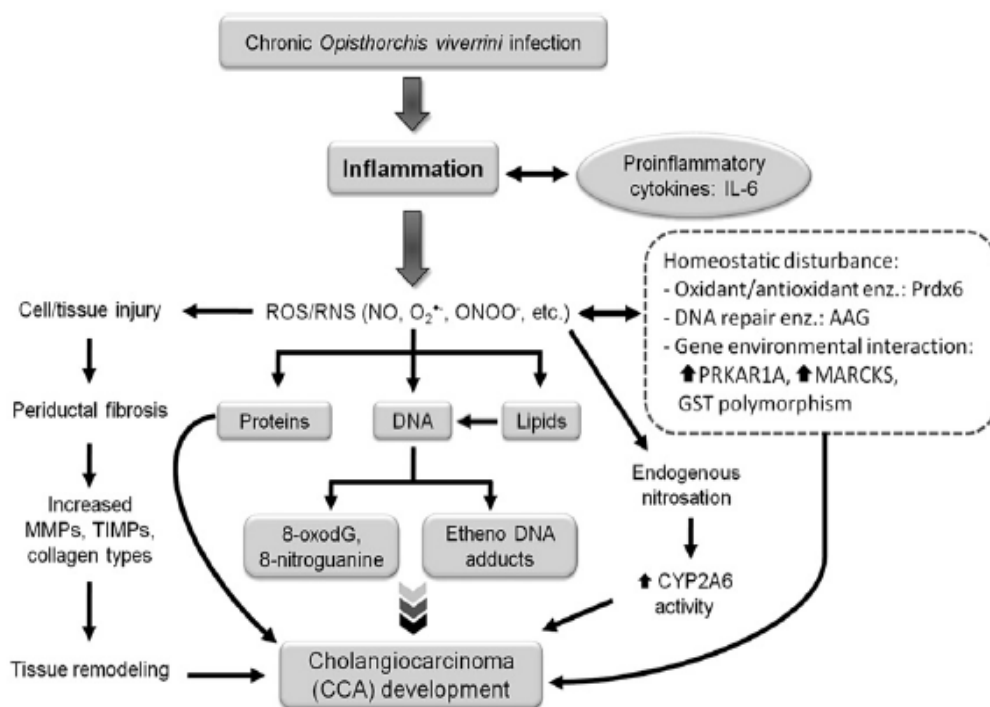 Chronic Opisthorchis viverrini infection
Inflammation
Proinflammatory
cytokines: IL-6
Homeostatic disturbance:
- Oxidant/antioxidant enz.: Prdx6
- DNA repair enz.: AAG
- Gene environmental interaction:
⬆PRKAR1A, ⬆MARCKS,
GST polymorphism
Cell/tissue injury
ROS/RNS (NO, O₂•-, ONOO-, etc.)
Periductal fibrosis
Proteins
DNA
Lipids
Endogenous
nitrosation
Increased
MMPs, TIMPs,
collagen types
8-oxodG,
8-nitroguanine
Etheno DNA
adducts
⬆ CYP2A6
activity
Tissue remodeling
Cholangiocarcinoma
(CCA) development